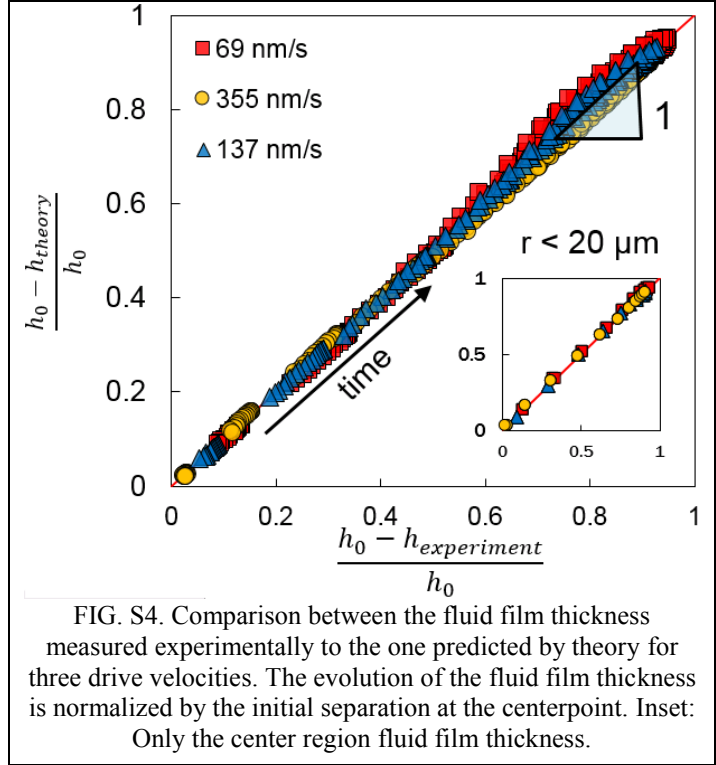 1
0.8
0.6
0.4
0.2
0
0
0.2
0.4
0.6
0.8
1
69 nm/s
355 nm/s
137 nm/s
1
time
r < 20 μm
1
0.5
0
0
0.5
1
h₀ − h_theory
h₀
h₀ − h_experiment
h₀
FIG. S4. Comparison between the fluid film thickness
measured experimentally to the one predicted by theory for
three drive velocities. The evolution of the fluid film thickness
is normalized by the initial separation at the centerpoint. Inset:
Only the center region fluid film thickness.